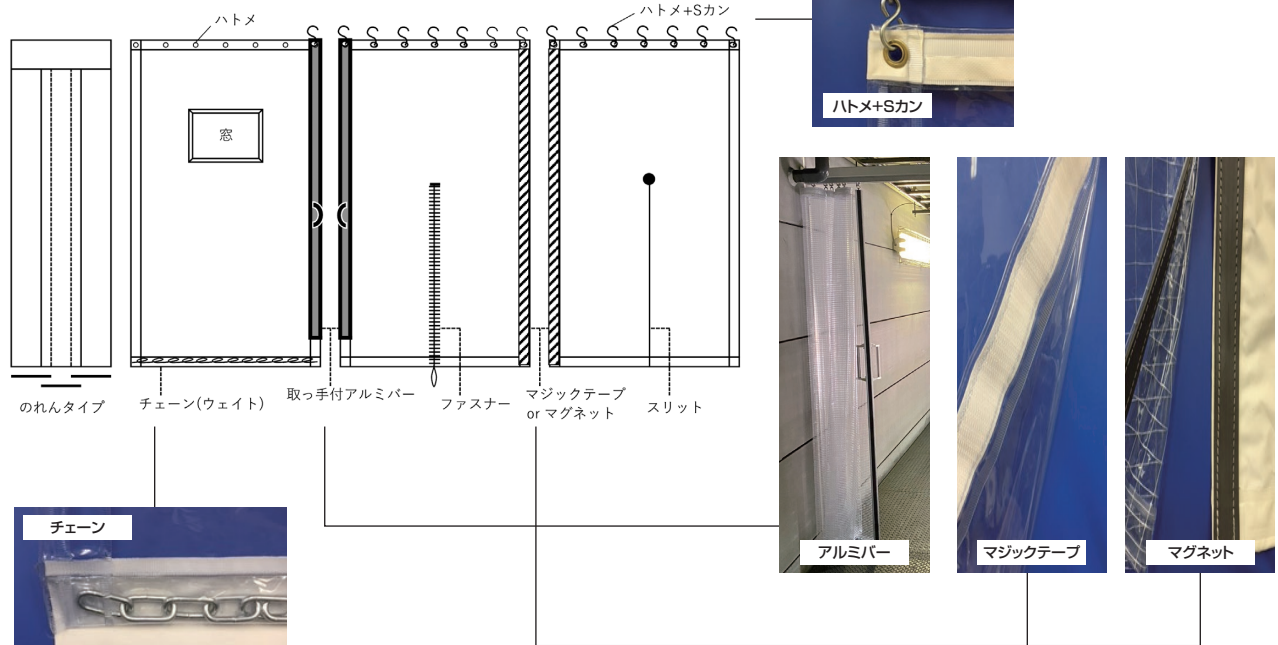 ハトメ
ハトメ+Sカン
ハトメ+Sカン
窓
のれんタイプ
チェーン(ウェイト)
取っ手付アルミバー
ファスナー
マジックテープ
or マグネット
スリット
チェーン
アルミバー
マジックテープ
マグネット